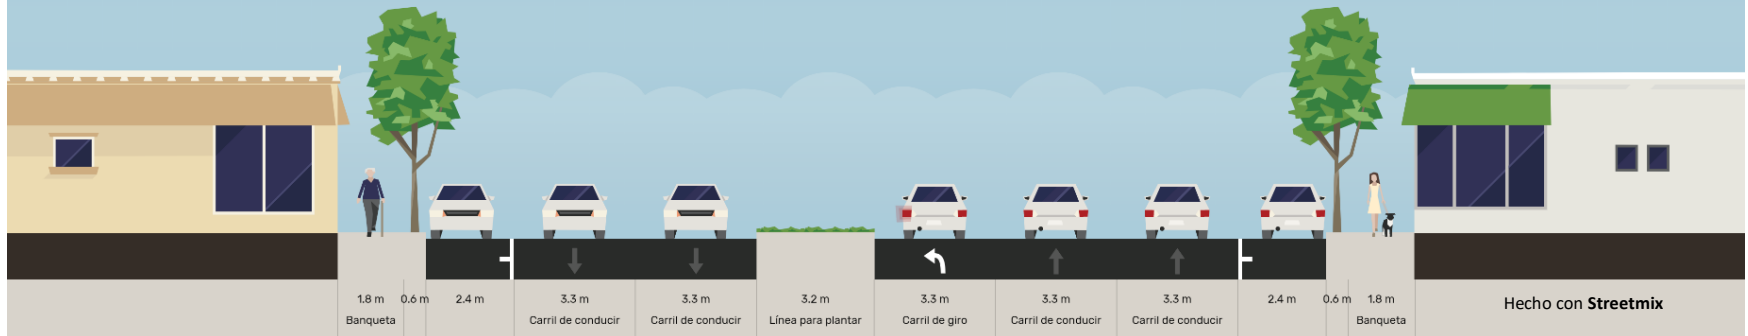 1.8 m
0.6 m
2.4 m
3.3 m
3.3 m
3.2 m
3.3 m
3.3 m
3.3 m
2.4 m
0.6 m
1.8 m
Hecho con Streetmix
Banqueta
Carril de conducir
Carril de conducir
Línea para plantar
Carril de giro
Carril de conducir
Carril de conducir
Banqueta